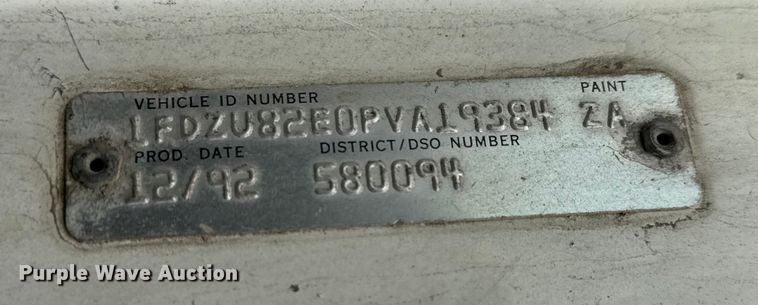 VEHICLE ID NUMBER PAINT
1FDZU82E0PVA19384 ZA
PROD. DATE DISTRICT/DSO NUMBER
12/92 580094
Purple Wave Auction